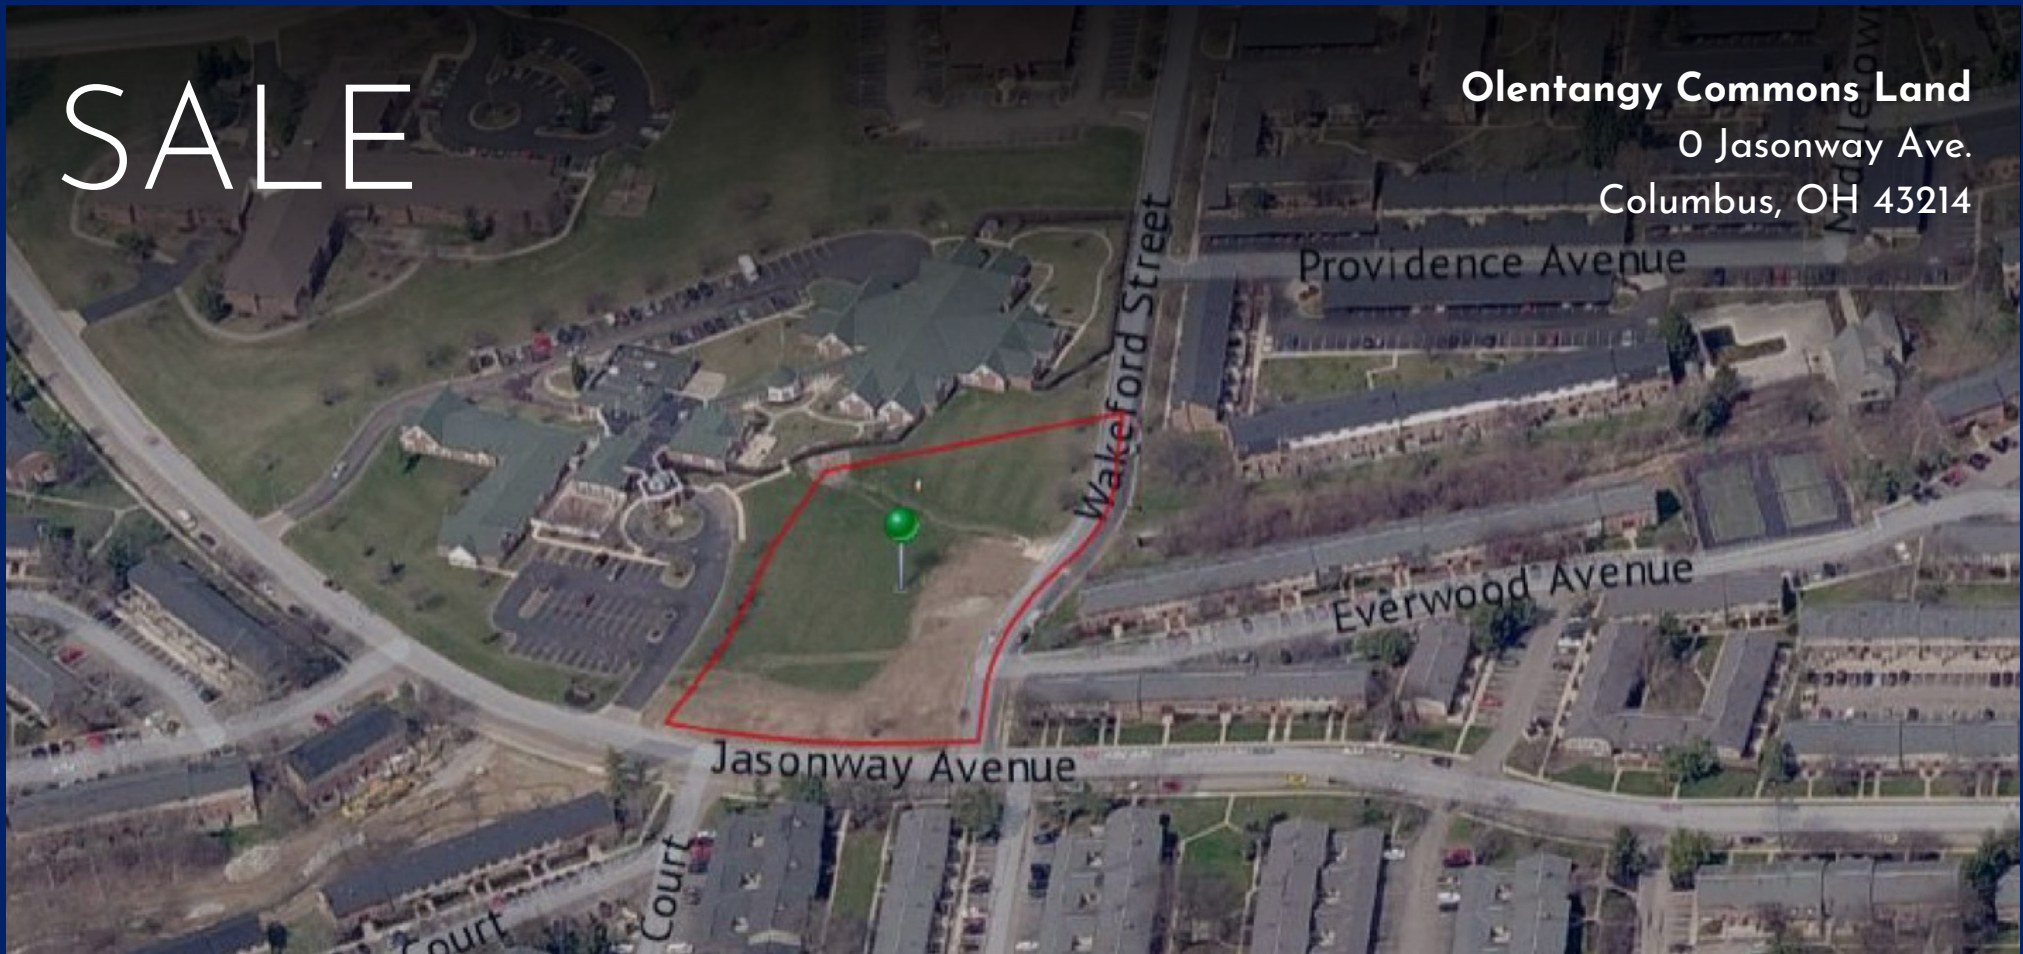 SALE
Olentangy Commons Land
0 Jasonway Ave.
Columbus, OH 43214
Providence Avenue
Wakeford Street
Everwood Avenue
Jasonway Avenue
Court
Court